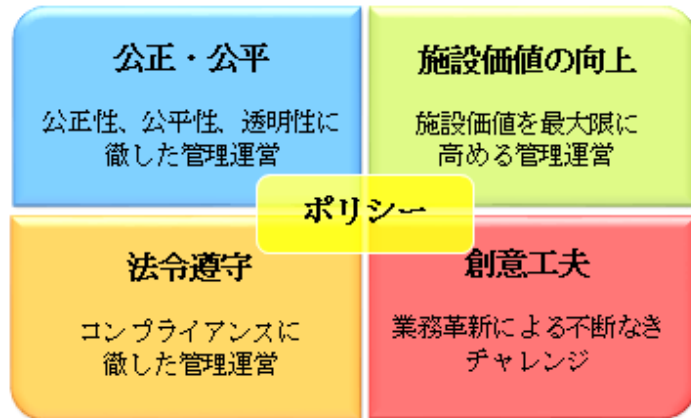 公正・公平
公正性、公平性、透明性に
徹した管理運営
施設価値の向上
施設価値を最大限に
高める管理運営
ポリシー
法令遵守
コンプライアンスに
徹した管理運営
創意工夫
業務革新による不断なき
チャレンジ